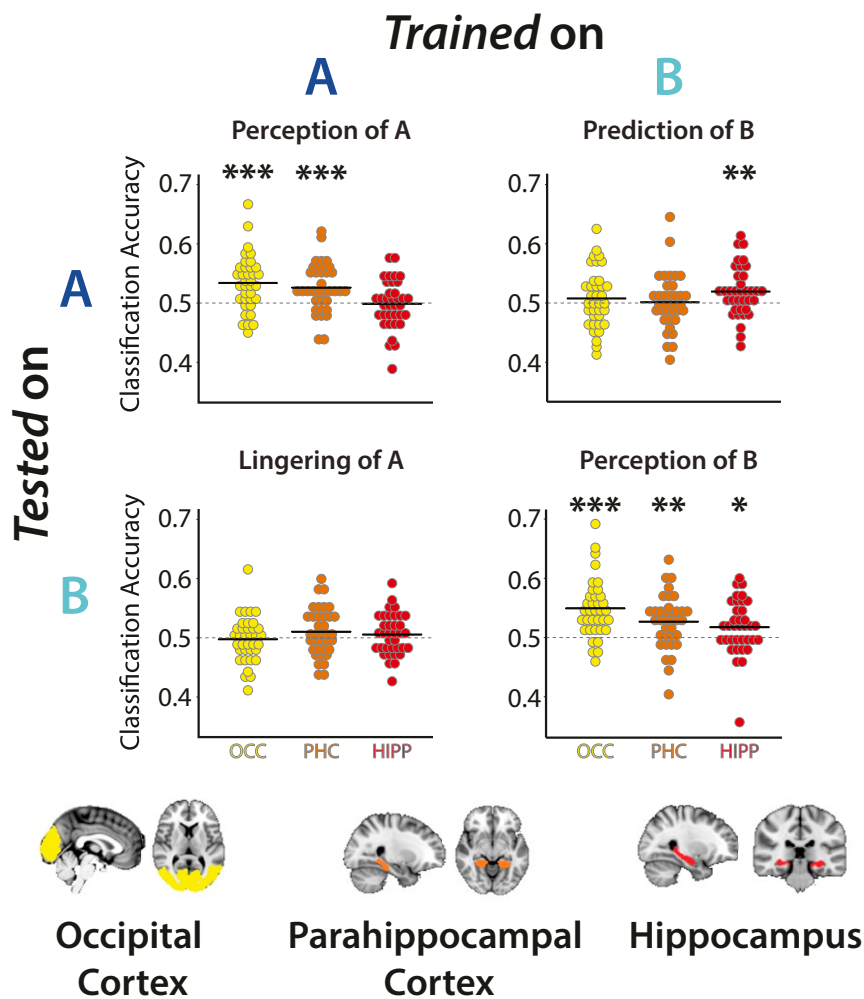 Trained on
A
B
Perception of A
Prediction of B
Tested on
A
Classification Accuracy
0.7
0.6
0.5
0.4
***
***
0.7
0.6
0.5
0.4
**
Lingering of A
Perception of B
B
Classification Accuracy
0.7
0.6
0.5
0.4
OCC
PHC
HIPP
0.7
0.6
0.5
0.4
***
**
*
OCC
PHC
HIPP
Occipital
Cortex
Parahippocampal
Cortex
Hippocampus